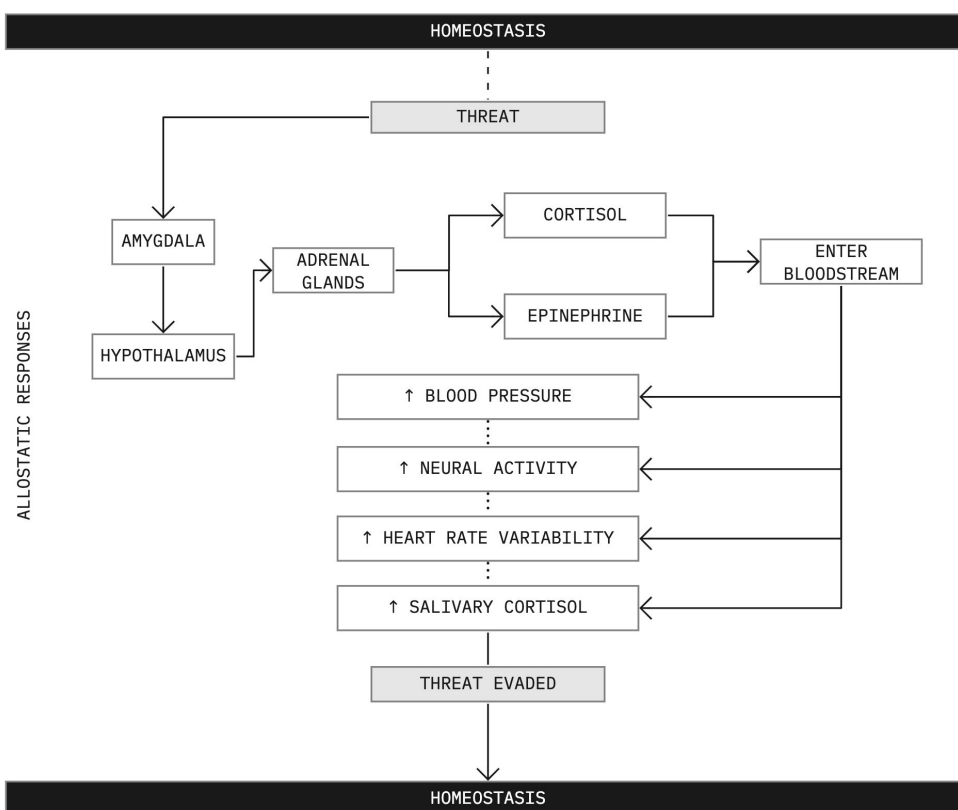 HOMEOSTASIS
THREAT
AMYGDALA
HYPOTHALAMUS
ADRENAL
GLANDS
CORTISOL
EPINEPHRINE
ENTER
BLOODSTREAM
ALLOSTATIC RESPONSES
↑ BLOOD PRESSURE
↑ NEURAL ACTIVITY
↑ HEART RATE VARIABILITY
↑ SALIVARY CORTISOL
THREAT EVADED
HOMEOSTASIS